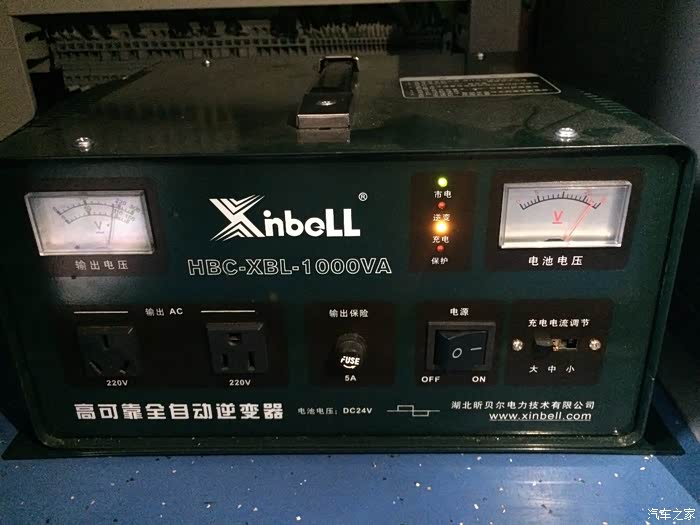 XinbeLL®
HBC-XBL-1000VA
输出电压
V
市电
逆变
充电
保护
V
电池电压
输出 AC
220V
220V
输出保险
FUSE
5A
电源
OFF
ON
充电电流调节
大 中 小
高可靠全自动逆变器
电池电压：DC24V
湖北昕贝尔电力技术有限公司
www.xinbell.com
汽车之家